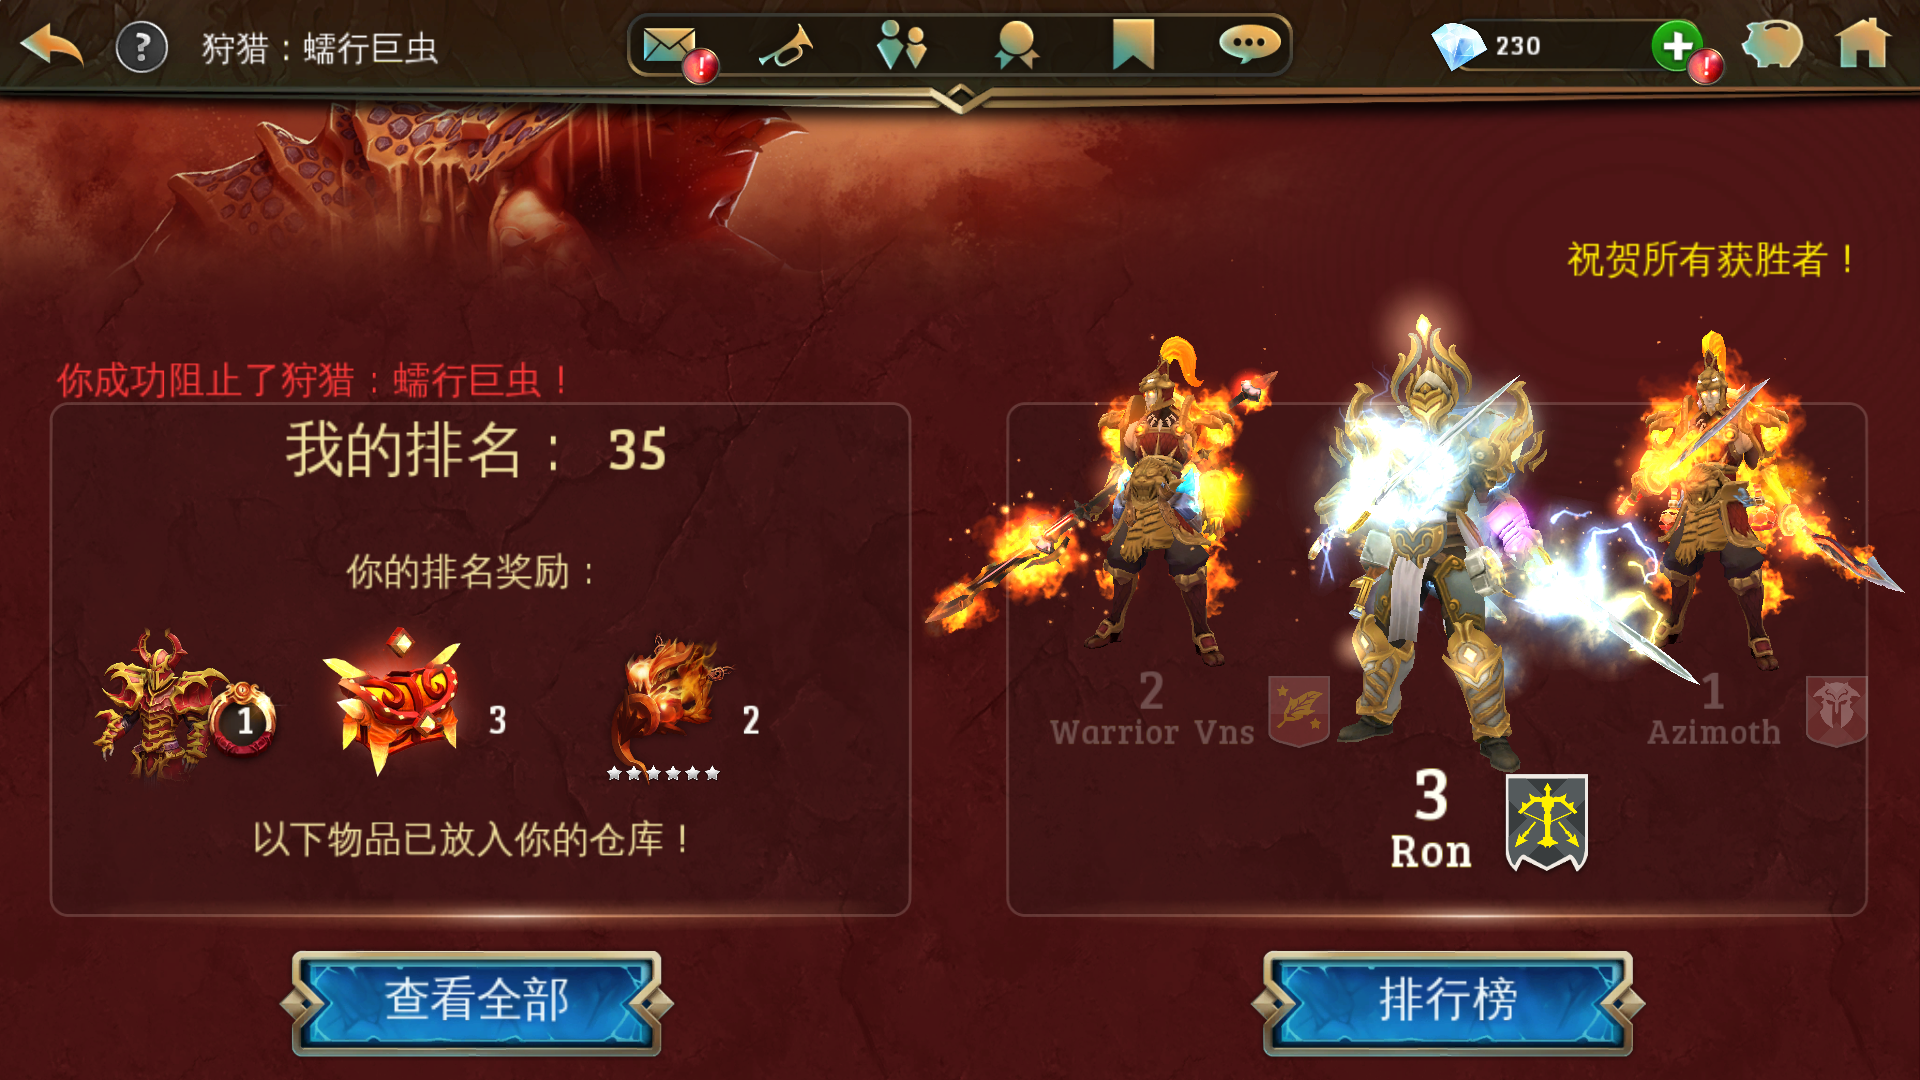 ?
狩猎：蠕行巨虫
!
230
!
祝贺所有获胜者！
你成功阻止了狩猎：蠕行巨虫！
我的排名： 35
你的排名奖励：
1
3
2
以下物品已放入你的仓库！
2
Warrior Vns
1
Azimoth
3
Ron
查看全部
排行榜